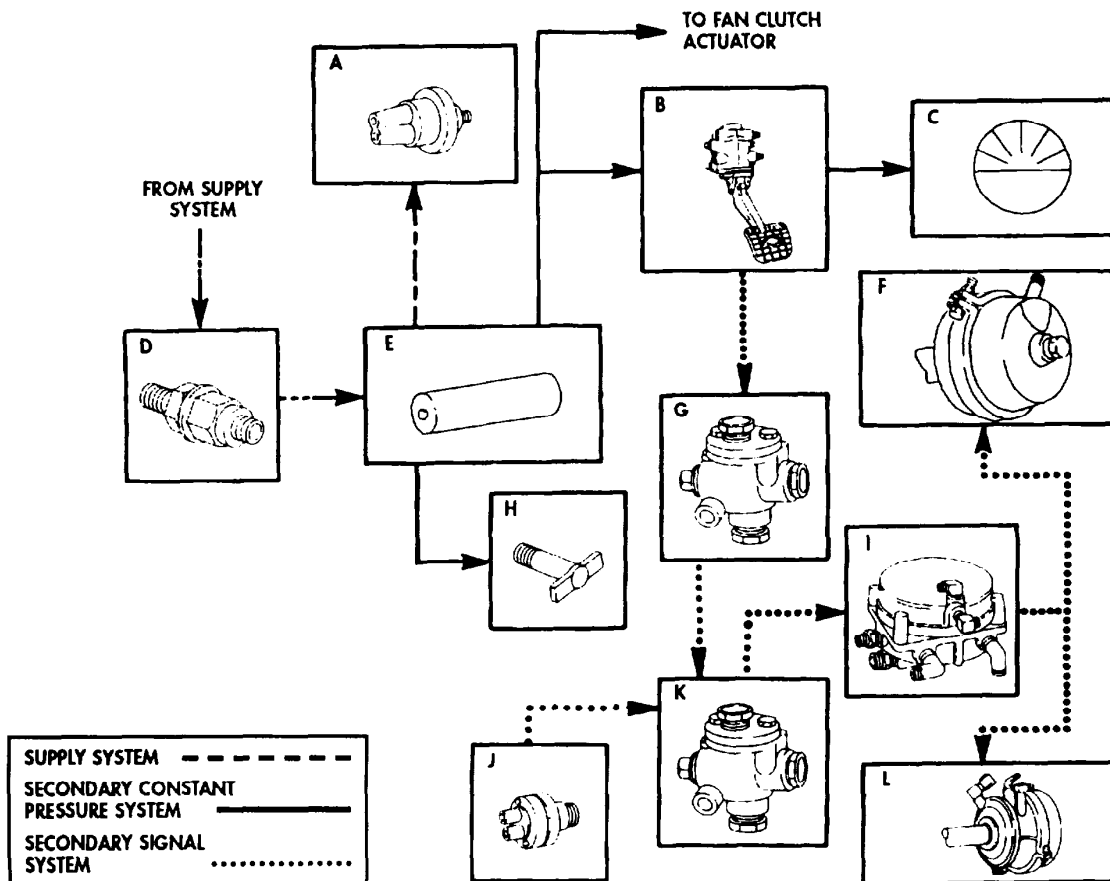 TO FAN CLUTCH
ACTUATOR
A
B
C
FROM SUPPLY
SYSTEM
D
E
F
G
H
I
J
K
L
SUPPLY SYSTEM
SECONDARY CONSTANT
PRESSURE SYSTEM
SECONDARY SIGNAL
SYSTEM